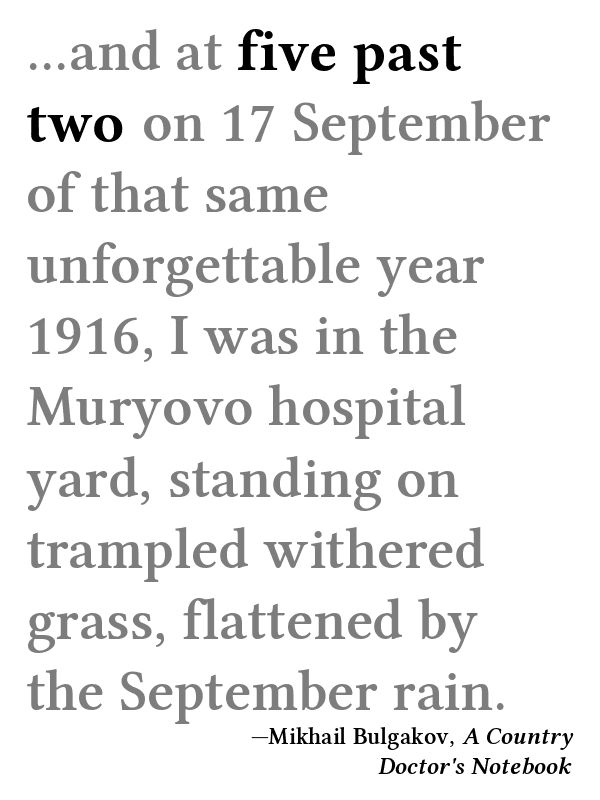 ...and at five past
two on 17 September
of that same
unforgettable year
1916, I was in the
Muryovo hospital
yard, standing on
trampled withered
grass, flattened by
the September rain.
—Mikhail Bulgakov, A Country
Doctor's Notebook